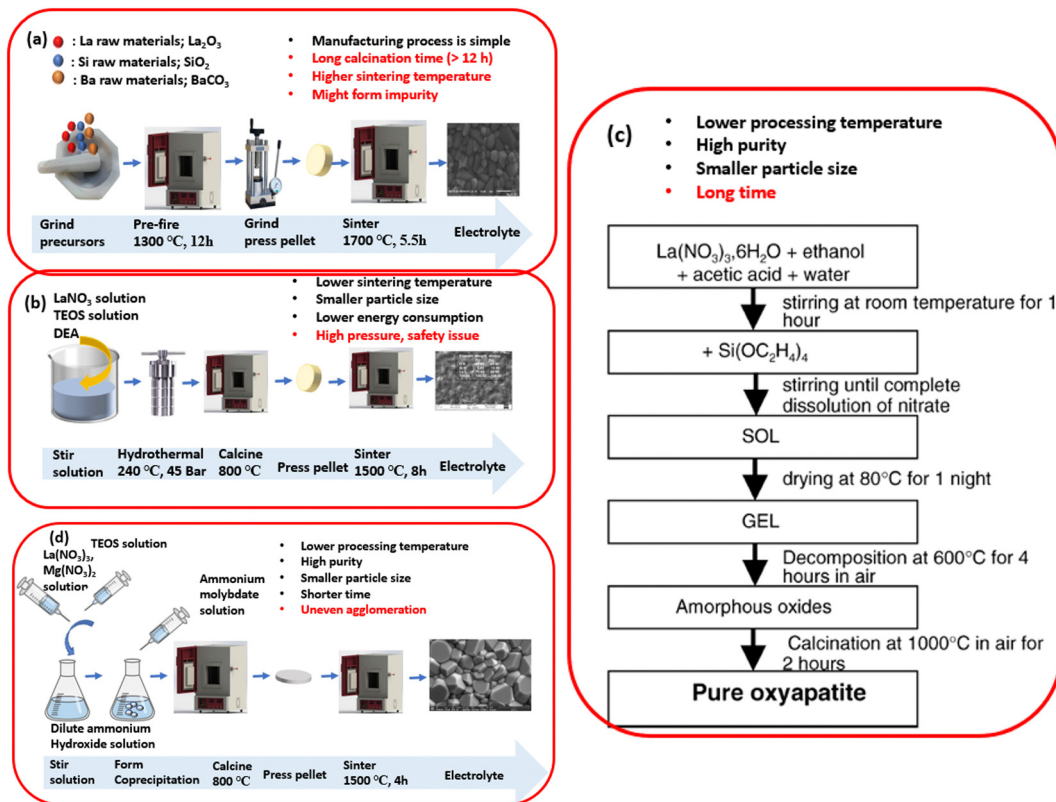 (a)
: La raw materials; La₂O₃
: Si raw materials; SiO₂
: Ba raw materials; BaCO₃
• Manufacturing process is simple
• Long calcination time (> 12 h)
• Higher sintering temperature
• Might form impurity
Grind
precursors
Pre-fire
1300 °C, 12h
Grind
press pellet
Sinter
1700 °C, 5.5h
Electrolyte
(b)
LaNO₃ solution
TEOS solution
DEA
• Lower sintering temperature
• Smaller particle size
• Lower energy consumption
• High pressure, safety issue
Stir
solution
Hydrothermal
240 °C, 45 Bar
Calcine
800 °C
Press pellet
Sinter
1500 °C, 8h
Electrolyte
(c)
• Lower processing temperature
• High purity
• Smaller particle size
• Long time
La(NO₃)₃,6H₂O + ethanol
+ acetic acid + water
stirring at room temperature for 1
hour
+ Si(OC₂H₄)₄
stirring until complete
dissolution of nitrate
SOL
drying at 80°C for 1 night
GEL
Decomposition at 600°C for 4
hours in air
Amorphous oxides
Calcination at 1000°C in air for
2 hours
Pure oxyapatite
(d)
TEOS solution
La(NO₃)₃,
Mg(NO₃)₂
solution
Ammonium
molybdate
solution
• Lower processing temperature
• High purity
• Smaller particle size
• Shorter time
• Uneven agglomeration
Dilute ammonium
Hydroxide solution
Stir
solution
Form
Coprecipitation
Calcine
800 °C
Press pellet
Sinter
1500 °C, 4h
Electrolyte